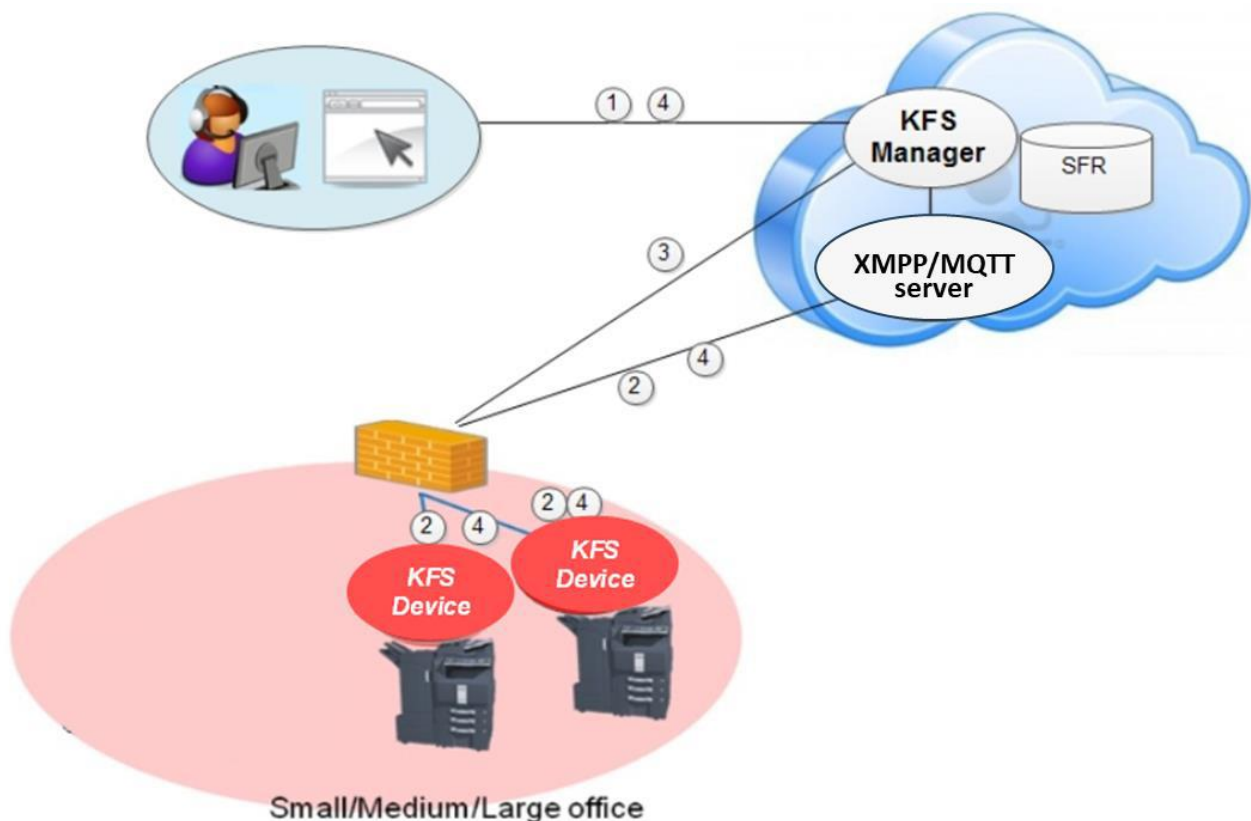 1 4
KFS
Manager
SFR
XMPP/MQTT
server
3
4
2
2 4
2 4
KFS
Device
KFS
Device
Small/Medium/Large office